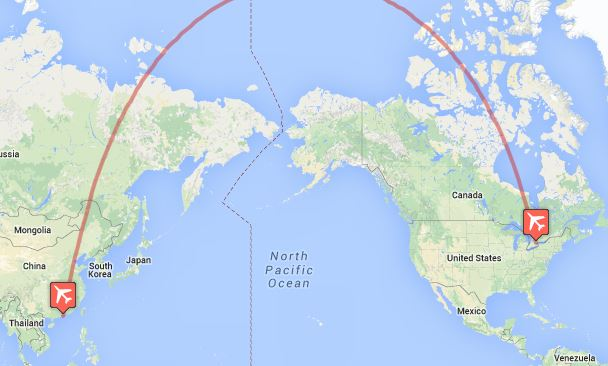 ussia
Canada
Mongolia
China
South
Korea
Japan
North
Pacific
Ocean
United States
Thailand
Mexico
Venezuela